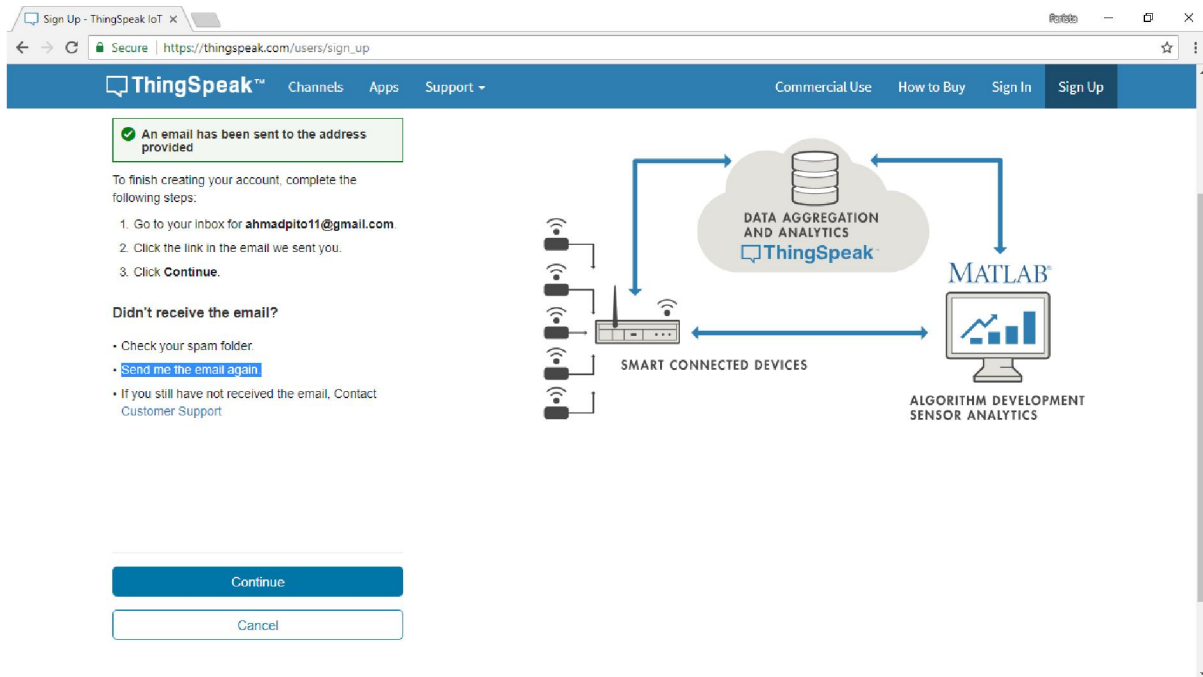 Sign Up - ThingSpeak IoT
Secure | https://thingspeak.com/users/sign_up
ThingSpeak™ Channels Apps Support Commercial Use How to Buy Sign In Sign Up
An email has been sent to the address
provided
To finish creating your account, complete the
following steps:
1. Go to your inbox for ahmadpito11@gmail.com.
2. Click the link in the email we sent you.
3. Click Continue.
Didn't receive the email?
• Check your spam folder.
• Send me the email again.
• If you still have not received the email, Contact
Customer Support
Continue
Cancel
DATA AGGREGATION
AND ANALYTICS
ThingSpeak™
SMART CONNECTED DEVICES
MATLAB®
ALGORITHM DEVELOPMENT
SENSOR ANALYTICS